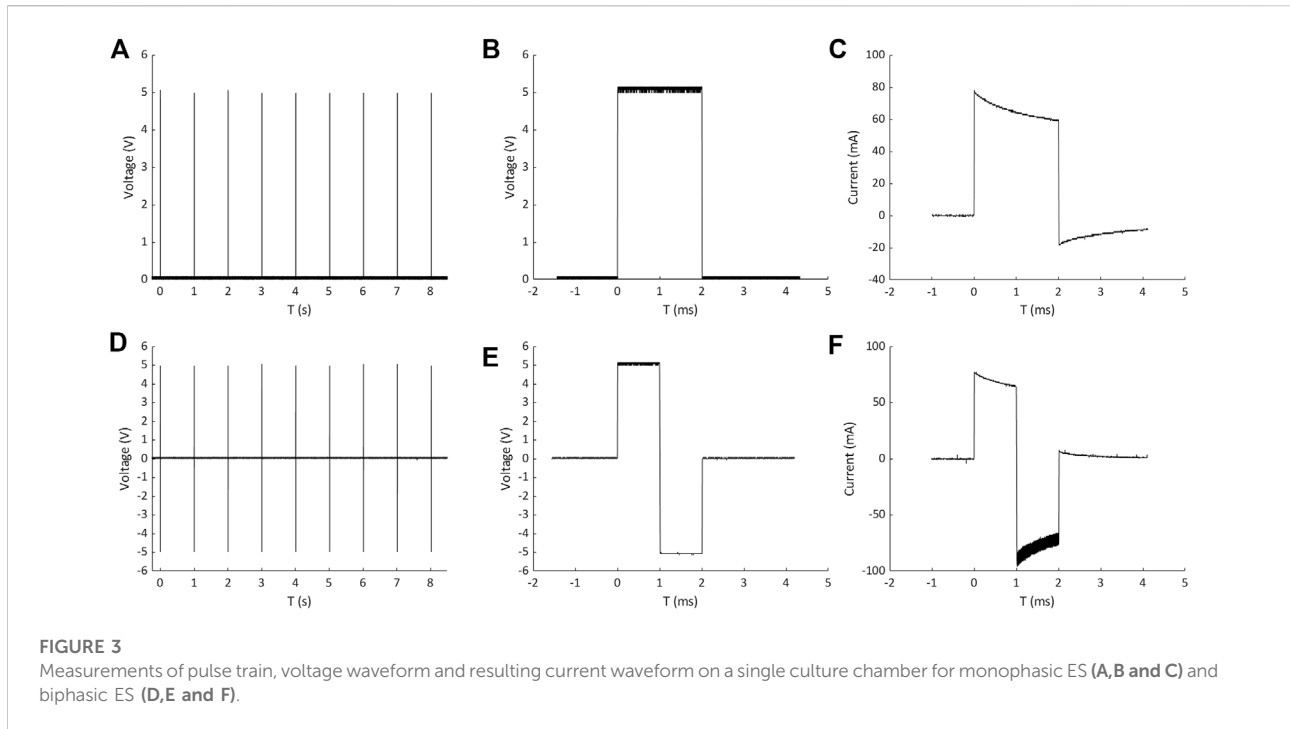 A
6
5
4
3
2
1
0
Voltage (V)
0 1 2 3 4 5 6 7 8
T (s)
B
6
5
4
3
2
1
0
Voltage (V)
-2 -1 0 1 2 3 4 5
T (ms)
C
100
80
60
40
20
0
-20
-40
Current (mA)
-2 -1 0 1 2 3 4 5
T (ms)
D
6
5
4
3
2
1
0
-1
-2
-3
-4
-5
-6
Voltage (V)
0 1 2 3 4 5 6 7 8
T (s)
E
6
5
4
3
2
1
0
-1
-2
-3
-4
-5
-6
Voltage (V)
-2 -1 0 1 2 3 4 5
T (ms)
F
100
50
0
-50
-100
Current (mA)
-2 -1 0 1 2 3 4 5
T (ms)
FIGURE 3
Measurements of pulse train, voltage waveform and resulting current waveform on a single culture chamber for monophasic ES (A,B and C) and
biphasic ES (D,E and F).